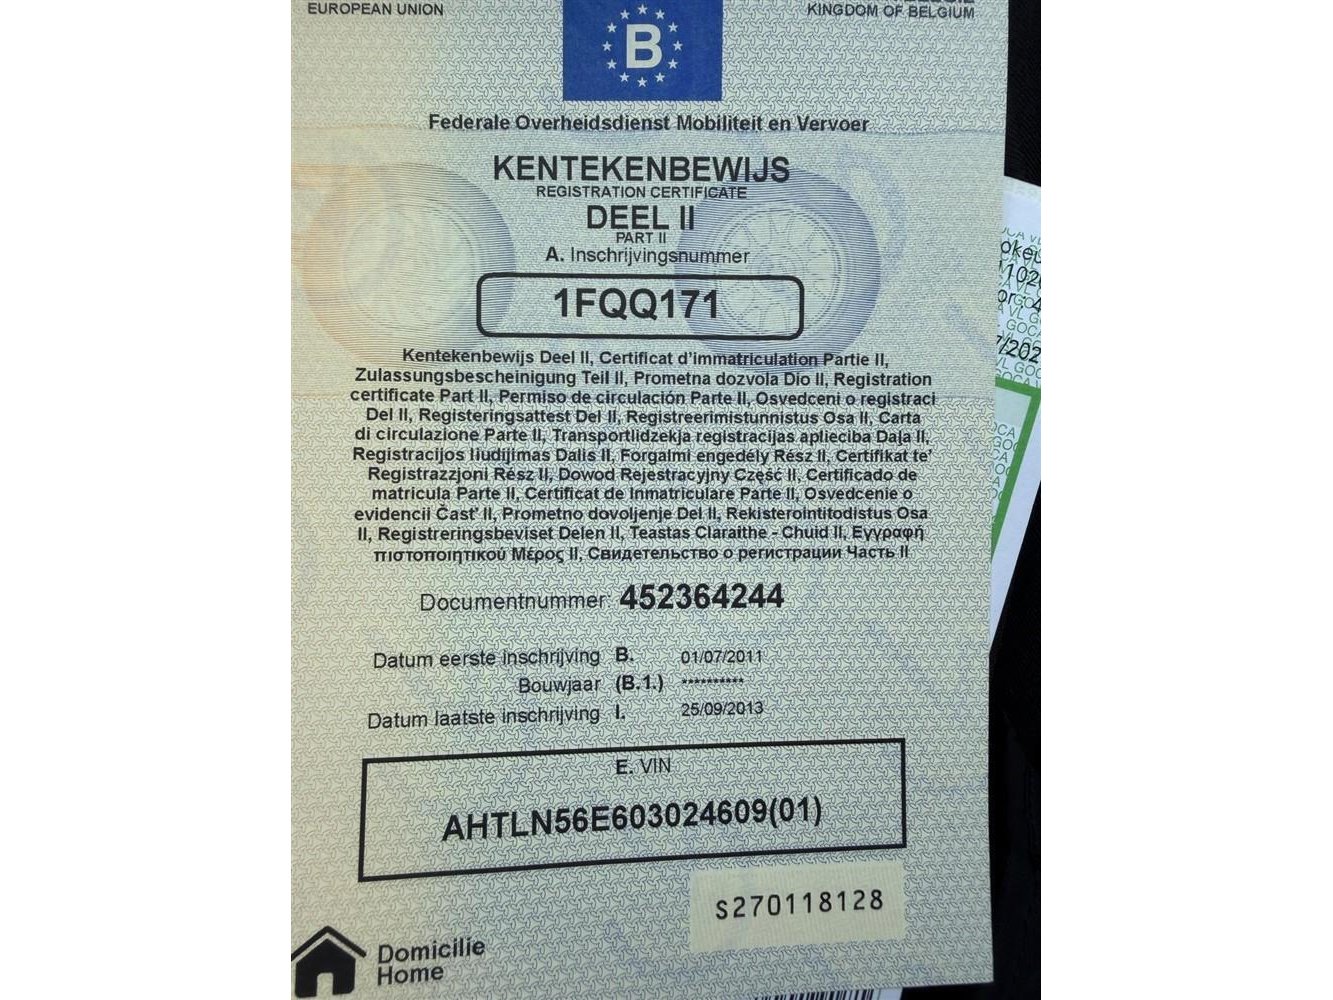 EUROPEAN UNION
KINGDOM OF BELGIUM
B
Federale Overheidsdienst Mobiliteit en Vervoer
KENTEKENBEWIJS
REGISTRATION CERTIFICATE
DEEL II
PART II
A. Inschrijvingsnummer
1FQQ171
Kentekenbewijs Deel II, Certificat d'immatriculation Partie II,
Zulassungsbescheinigung Teil II, Prometna dozvola Dio II, Registration
certificate Part II, Permiso de circulación Parte II, Osvedceni o registraci
Del II, Registeringsattest Del II, Registreerimistunnistus Osa II, Carta
di circulazione Parte II, Transportlidzekja registracijas aplieciba Daļa II,
Registracijos liudijimas Dalis II, Forgalmi engedély Rész II, Certifikat te'
Registrazzjoni Rész II, Dowod Rejestracyjny Część II, Certificado de
matricula Parte II, Certificat de Inmatriculare Parte II, Osvedcenie o
evidencii Časť II, Prometno dovoljenje Del II, Rekisterointitodistus Osa
II, Registreringsbeviset Delen II, Teastas Claraithe - Chuid II, Εγγραφή
πιστοποιητικού Μέρος II, Свидетельство о регистрации Часть II
Documentnummer: 452364244
Datum eerste inschrijving B. 01/07/2011
Bouwjaar (B.1.) **********
Datum laatste inschrijving I. 25/09/2013
E. VIN
AHTLN56E603024609(01)
S270118128
Domicilie
Home